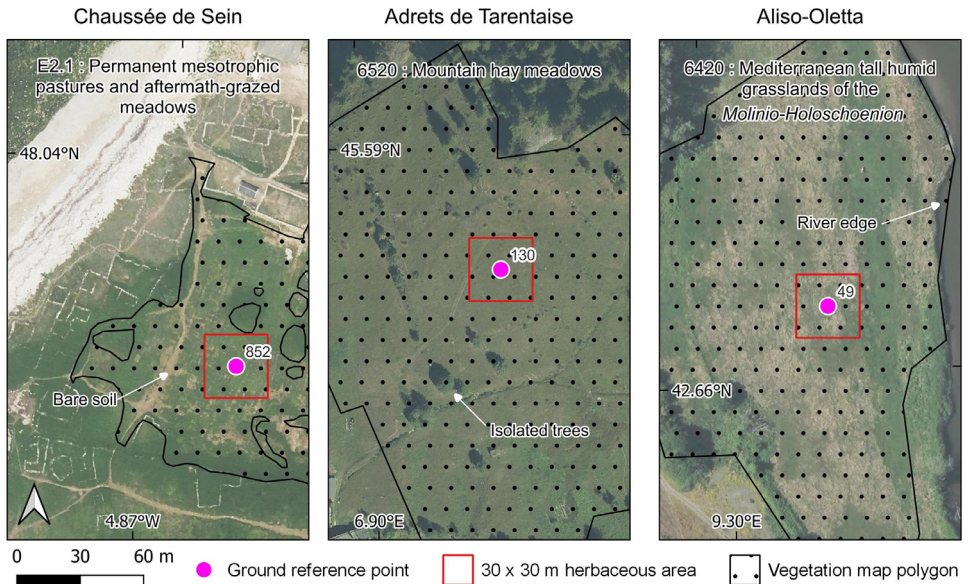 Chaussée de Sein
Adrets de Tarentaise
Aliso-Oletta
E2.1 : Permanent mesotrophic
pastures and aftermath-grazed
meadows
48.04°N
852
Bare soil
4.87°W
6520 : Mountain hay meadows
45.59°N
130
Isolated trees
6.90°E
6420 : Mediterranean tall humid
grasslands of the
Molinio-Holoschoenion
River edge
49
42.66°N
9.30°E
0 30 60 m
Ground reference point
30 x 30 m herbaceous area
Vegetation map polygon